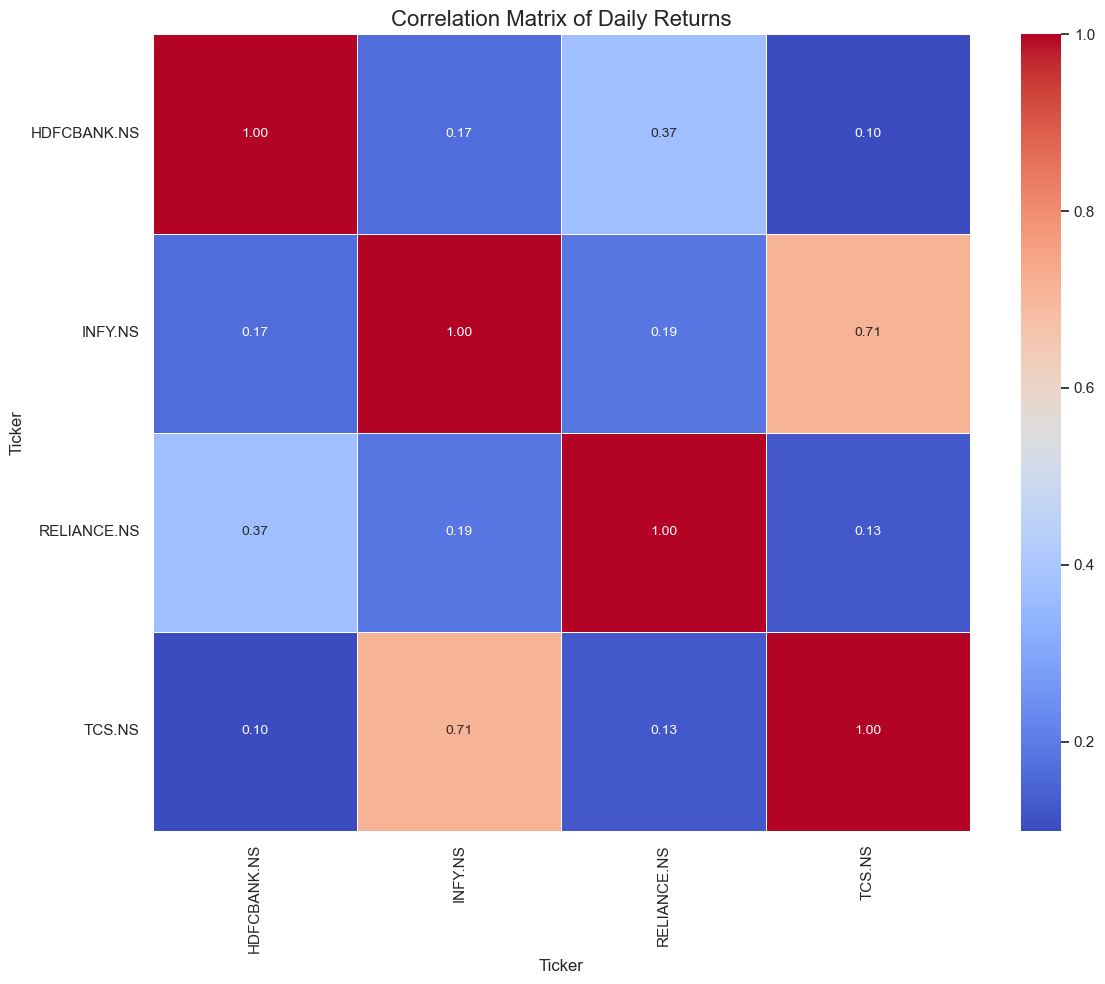 Correlation Matrix of Daily Returns
HDFCBANK.NS 1.00 0.17 0.37 0.10
INFY.NS 0.17 1.00 0.19 0.71
RELIANCE.NS 0.37 0.19 1.00 0.13
TCS.NS 0.10 0.71 0.13 1.00
Ticker
HDFCBANK.NS INFY.NS RELIANCE.NS TCS.NS
Ticker
1.0
0.8
0.6
0.4
0.2